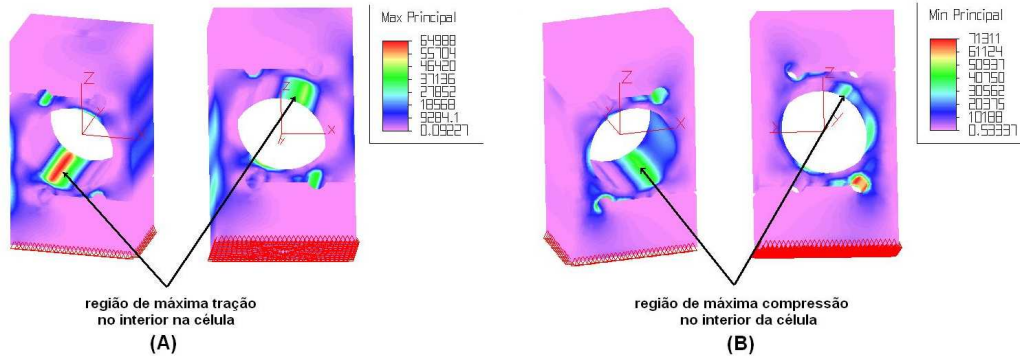 Max Principal
64988
55704
46420
37136
27852
18568
9284.1
0.09227
Z
Y
Z
X
região de máxima tração
no interior na célula
(A)
Min Principal
71311
61124
50937
40750
30562
20375
10188
0.53337
Z
X
Z
X
Y
região de máxima compressão
no interior da célula
(B)